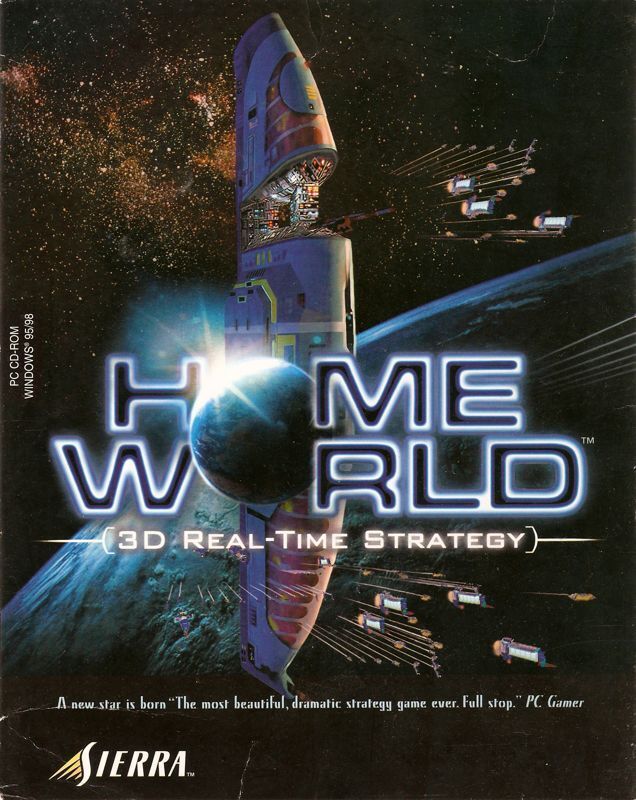 PC CD-ROM
WINDOWS® 95/98
HOME
WORLD™
[3D REAL-TIME STRATEGY]
A new star is born "The most beautiful, dramatic strategy game ever. Full stop." PC Gamer
SIERRA™